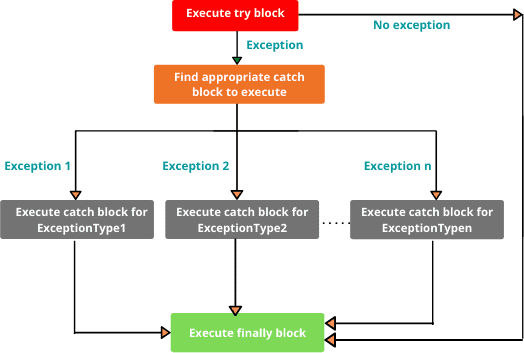 Execute try block
No exception
Exception
Find appropriate catch
block to execute
Exception 1
Exception 2
Exception n
Execute catch block for
ExceptionType1
Execute catch block for
ExceptionType2
.....
Execute catch block for
ExceptionTypen
Execute finally block